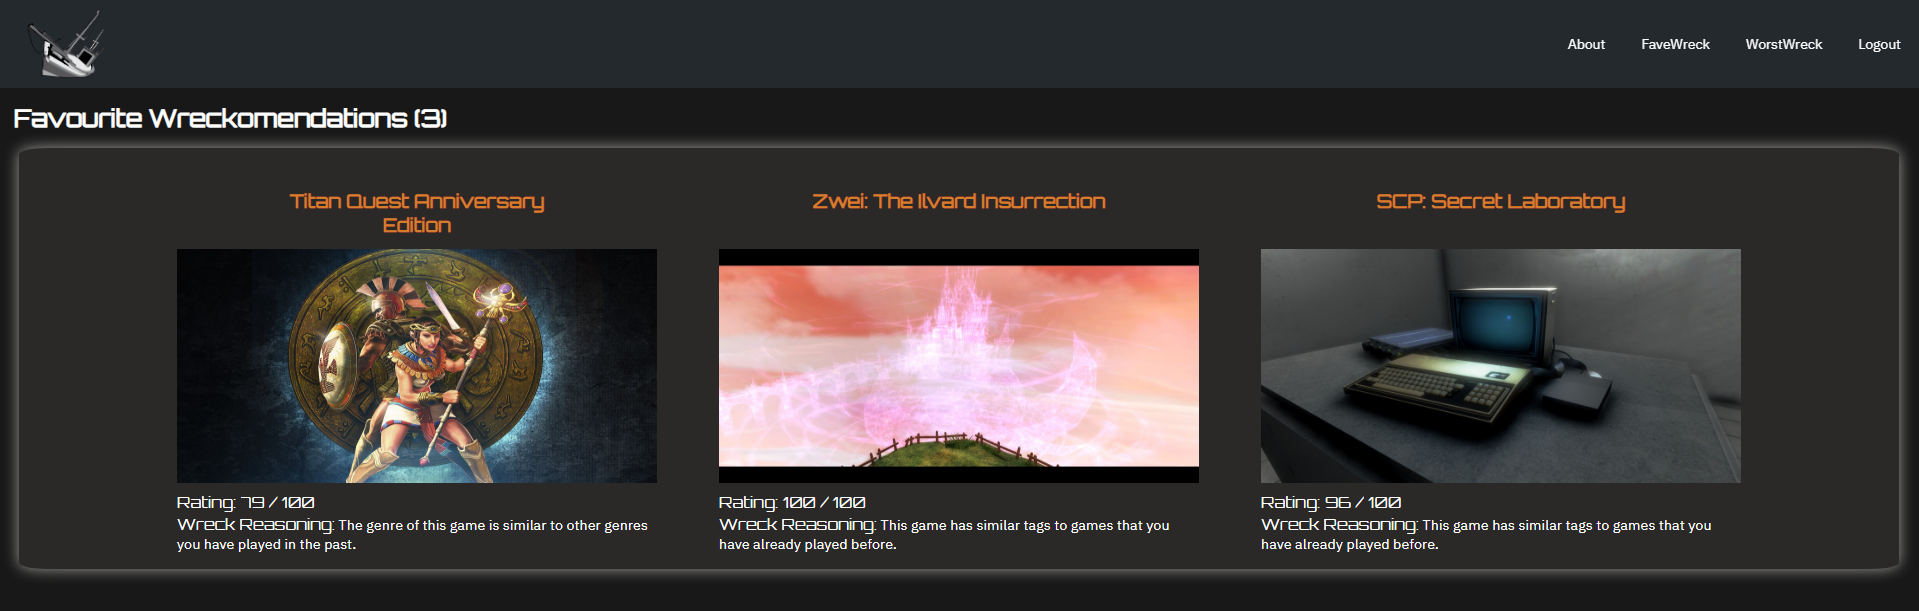 About FaveWreck WorstWreck Logout
Favourite Wreckomendations (3)
Titan Quest Anniversary
Edition
Rating: 79 / 100
Wreck Reasoning: The genre of this game is similar to other genres
you have played in the past.
Zwei: The Ilvard Insurrection
Rating: 100 / 100
Wreck Reasoning: This game has similar tags to games that you
have already played before.
SCP: Secret Laboratory
Rating: 96 / 100
Wreck Reasoning: This game has similar tags to games that you
have already played before.